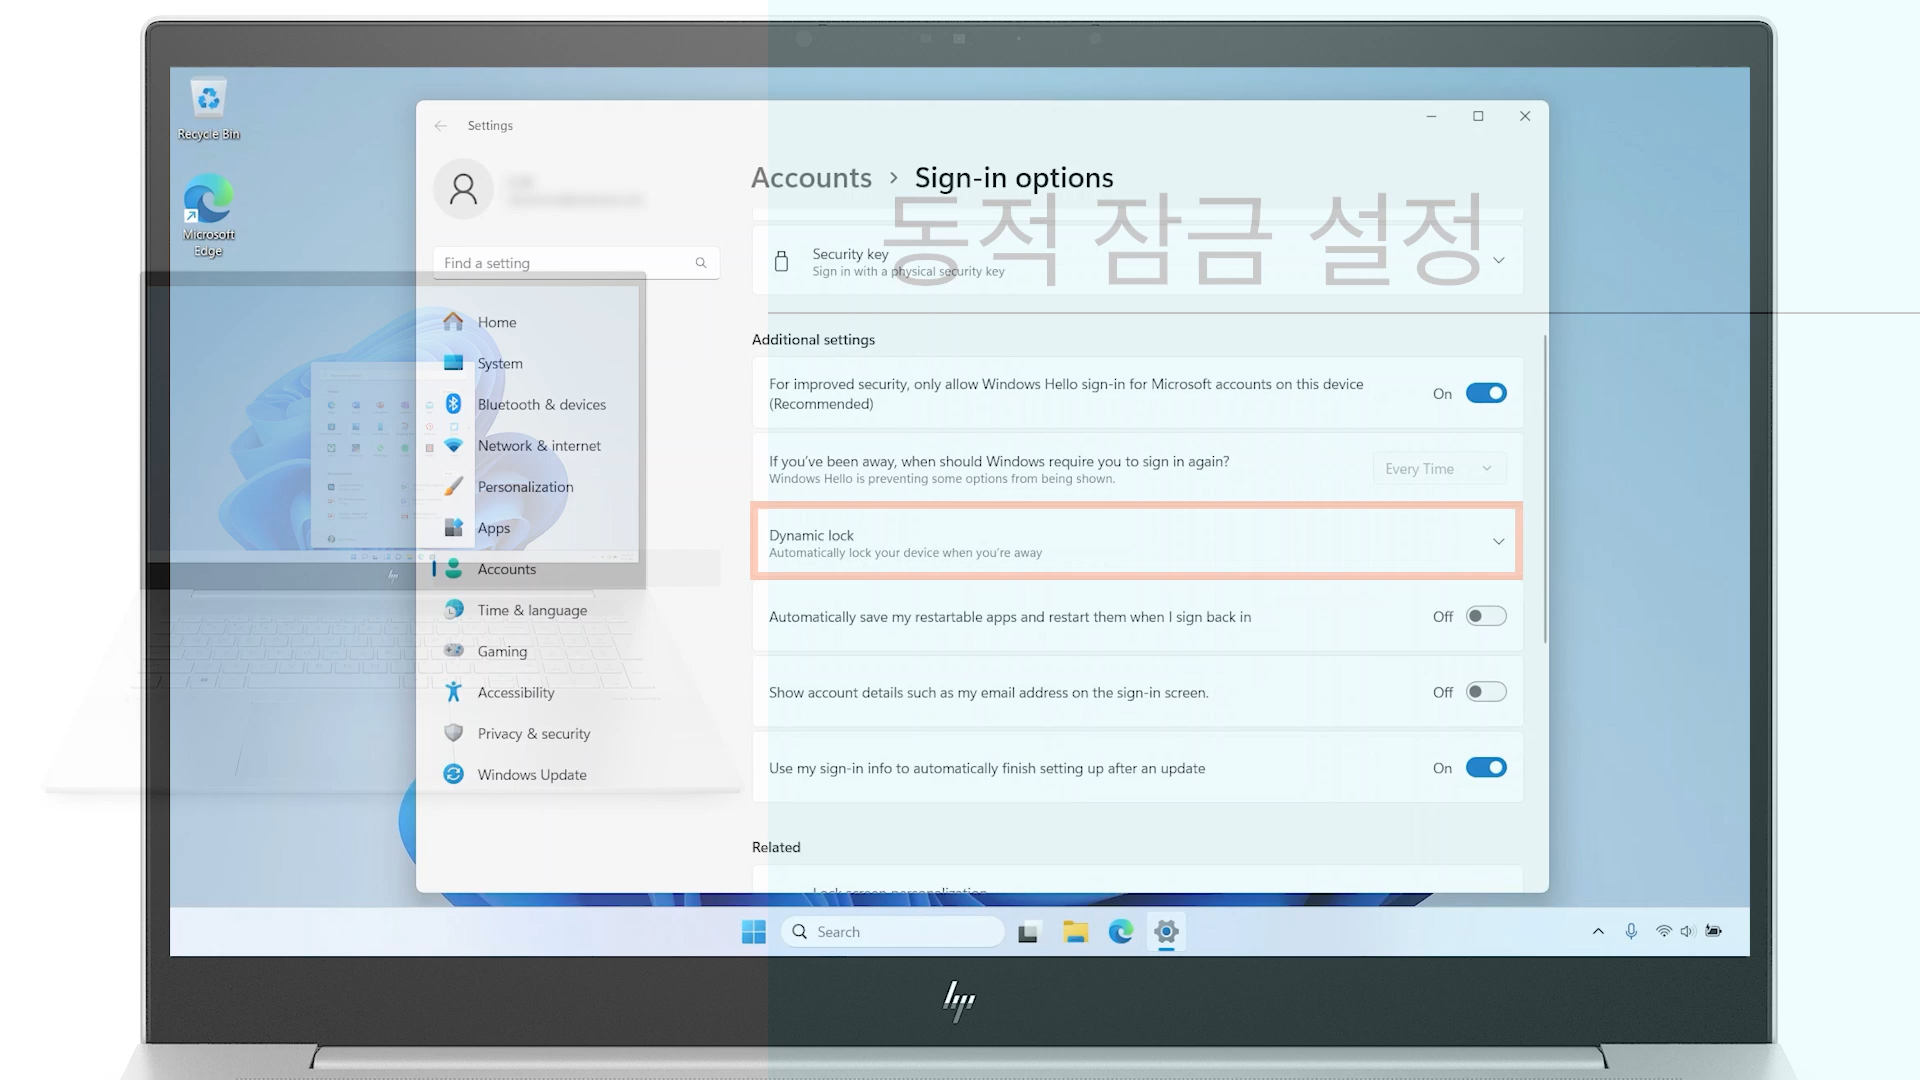 Recycle Bin
Microsoft
Edge
Settings
Find a setting
Home
System
Bluetooth & devices
Network & internet
Personalization
Apps
Accounts
Time & language
Gaming
Accessibility
Privacy & security
Windows Update
Accounts > Sign-in options
동적 잠금 설정
Security key
Sign in with a physical security key
Additional settings
For improved security, only allow Windows Hello sign-in for Microsoft accounts on this device
(Recommended)
On
If you've been away, when should Windows require you to sign in again?
Windows Hello is preventing some options from being shown.
Every Time
Dynamic lock
Automatically lock your device when you're away
Automatically save my restartable apps and restart them when I sign back in
Off
Show account details such as my email address on the sign-in screen.
Off
Use my sign-in info to automatically finish setting up after an update
On
Related
Lock screen personalization
Search
hp